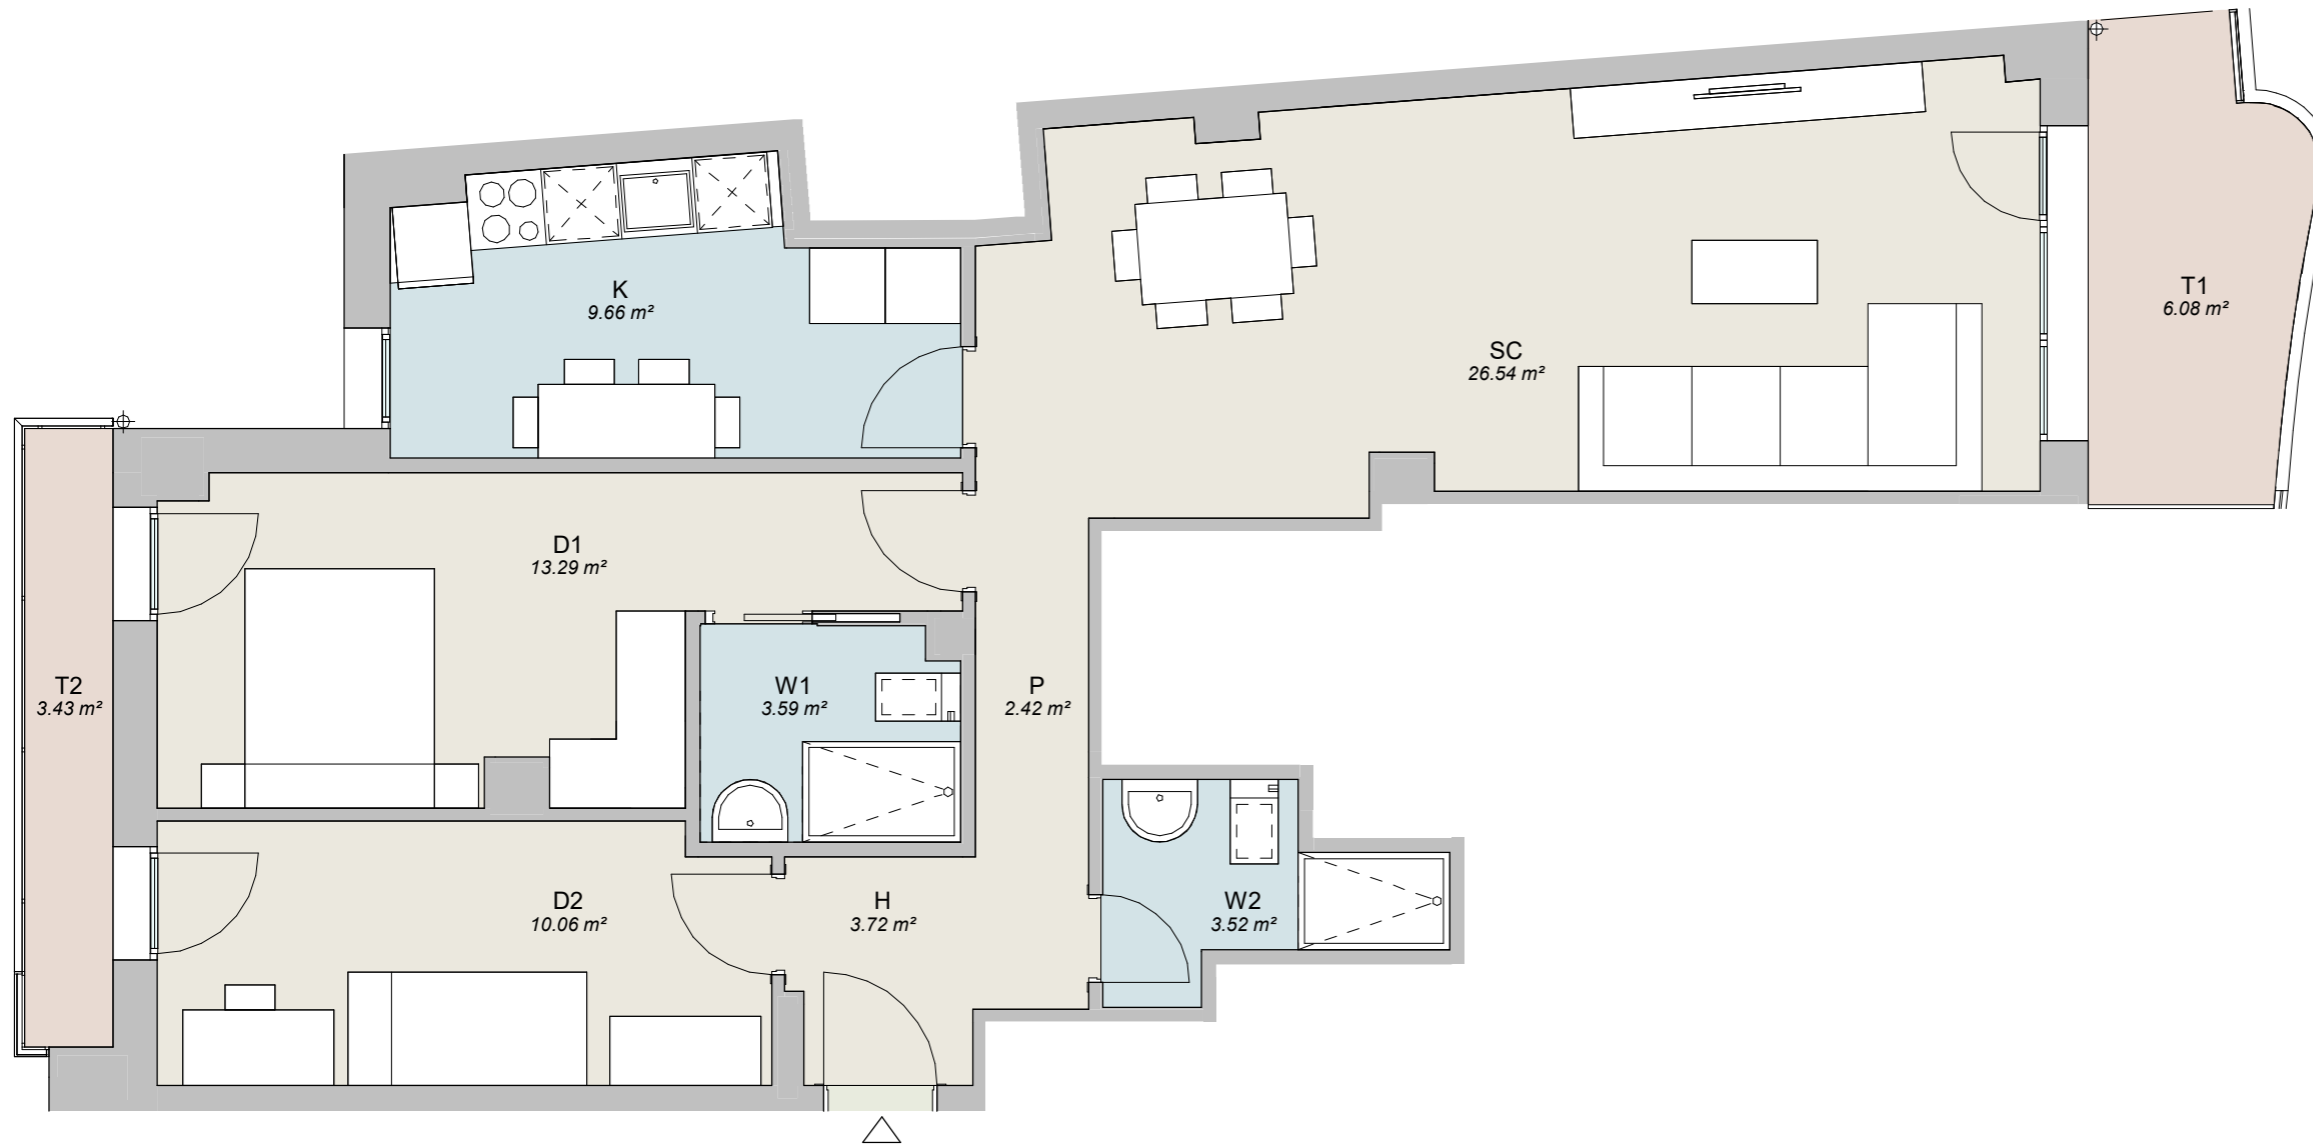 K
9.66 m²
T1
6.08 m²
SC
26.54 m²
D1
13.29 m²
T2
3.43 m²
W1
3.59 m²
P
2.42 m²
D2
10.06 m²
H
3.72 m²
W2
3.52 m²